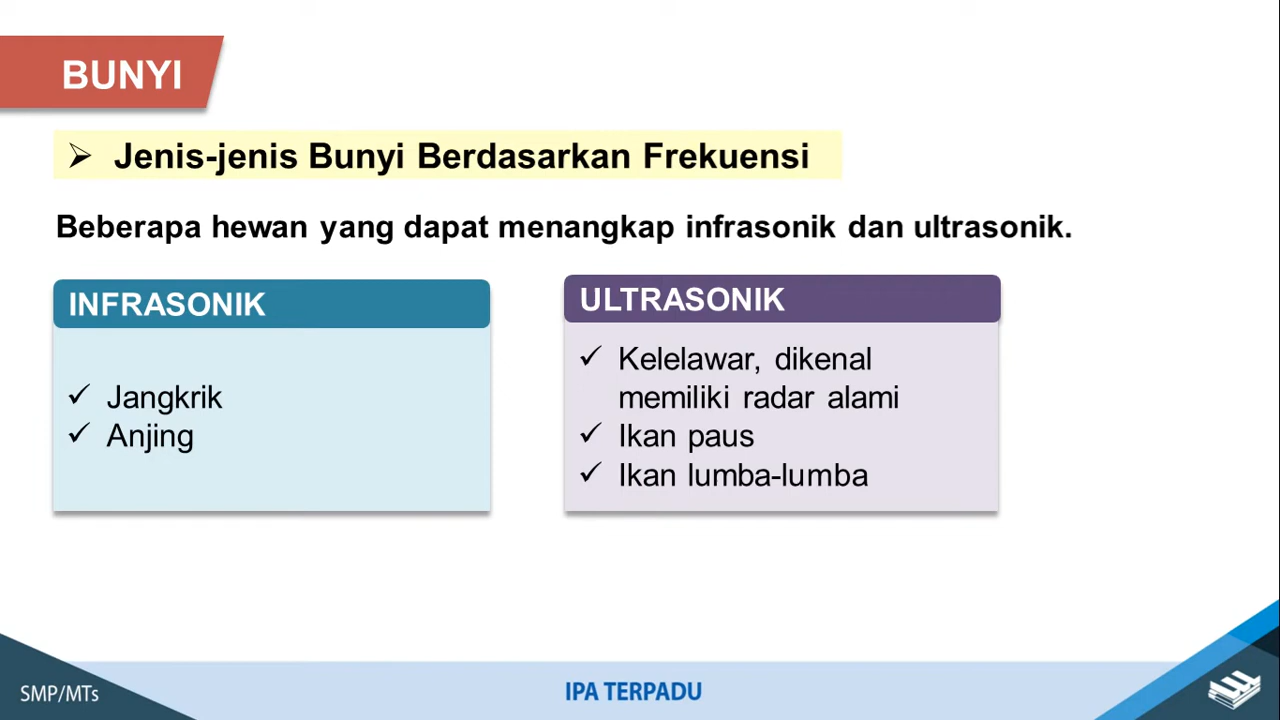 BUNYI
Jenis-jenis Bunyi Berdasarkan Frekuensi
Beberapa hewan yang dapat menangkap infrasonik dan ultrasonik.
INFRASONIK
Jangkrik
Anjing
ULTRASONIK
Kelelawar, dikenal
memiliki radar alami
Ikan paus
Ikan lumba-lumba
SMP/MTs
IPA TERPADU